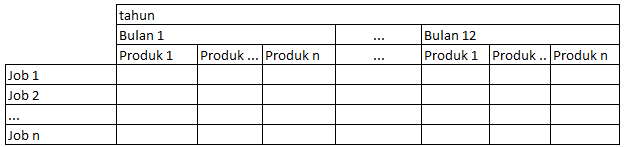 tahun
Bulan 1 ... Bulan 12
Produk 1 Produk ... Produk n ... Produk 1 Produk .. Produk n
Job 1
Job 2
...
Job n